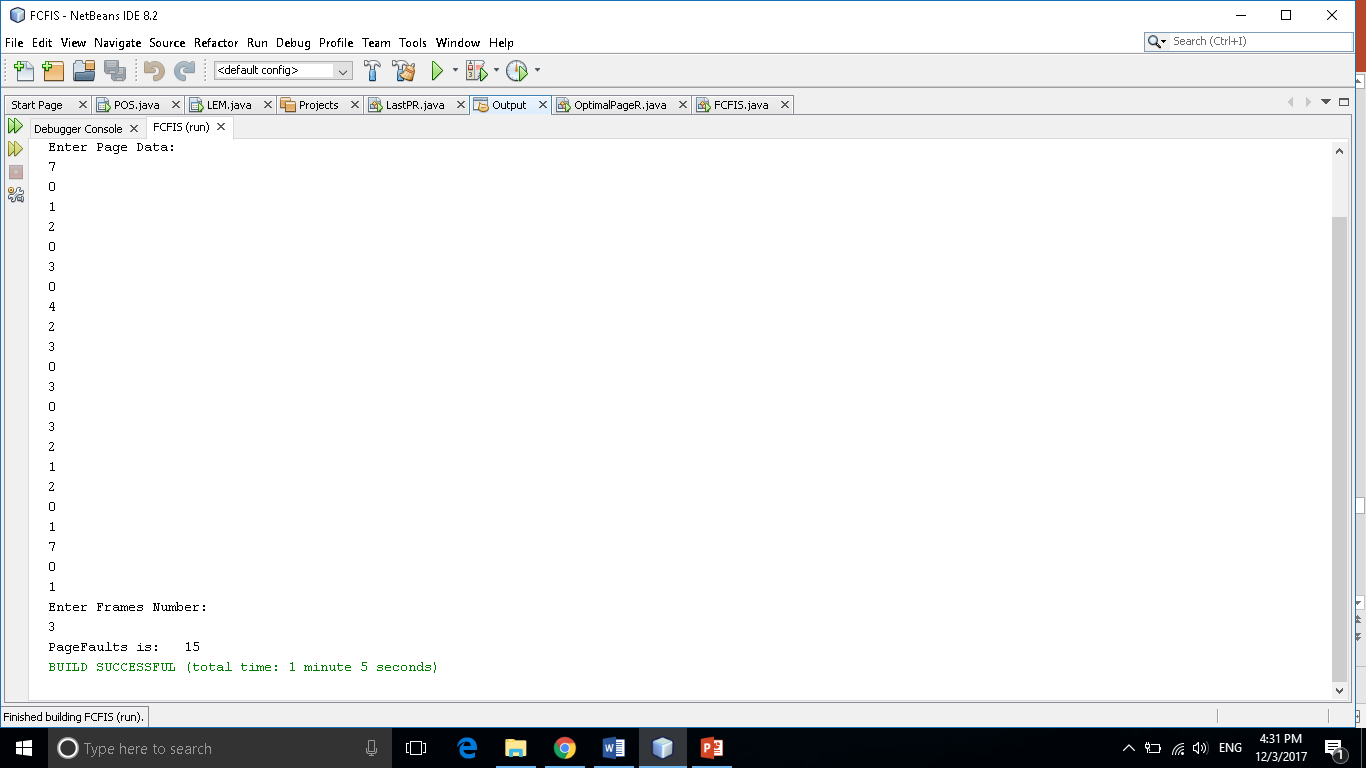 FCFIS - NetBeans IDE 8.2
File Edit View Navigate Source Refactor Run Debug Profile Team Tools Window Help
Search (Ctrl+I)
<default config>
Start Page POS.java LEM.java Projects LastPR.java Output OptimalPageR.java FCFIS.java
Debugger Console FCFIS (run)
Enter Page Data:
7
0
1
2
0
3
0
4
2
3
0
3
0
3
2
1
2
0
1
7
0
1
Enter Frames Number:
3
PageFaults is: 15
BUILD SUCCESSFUL (total time: 1 minute 5 seconds)
Finished building FCFIS (run).
Type here to search
ENG
4:31 PM
12/3/2017
1